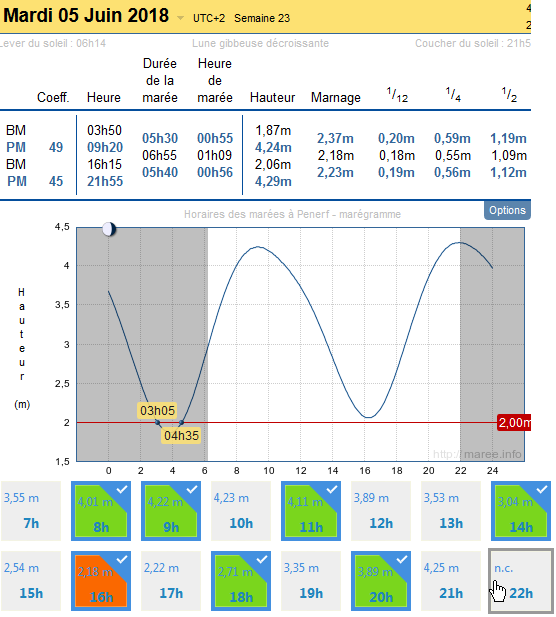 Mardi 05 Juin 2018 UTC+2 Semaine 23
Lever du soleil : 06h14 Lune gibbeuse décroissante Coucher du soleil : 21h5
Durée Heure
de la de
Coeff. Heure marée marée Hauteur Marnage 1/12 1/4 1/2
BM 03h50 1,87m
05h30 00h55 2,37m 0,20m 0,59m 1,19m
PM 49 09h20 4,24m
06h55 01h09 2,18m 0,18m 0,55m 1,09m
BM 16h15 2,06m
05h40 00h56 2,23m 0,19m 0,56m 1,12m
PM 45 21h55 4,29m
Options
Horaires des marées à Penerf - marégramme
4,5
4
3,5
3
2,5
2
1,5
Hauteur
(m)
03h05
04h35
2,00m
http://maree.info
0 2 4 6 8 10 12 14 16 18 20 22 24
3,55 m 4,01 m 4,22 m 4,23 m 4,11 m 3,89 m 3,53 m 3,04 m
7h 8h 9h 10h 11h 12h 13h 14h
2,54 m 2,18 m 2,22 m 2,71 m 3,35 m 3,89 m 4,25 m n.c.
15h 16h 17h 18h 19h 20h 21h 22h